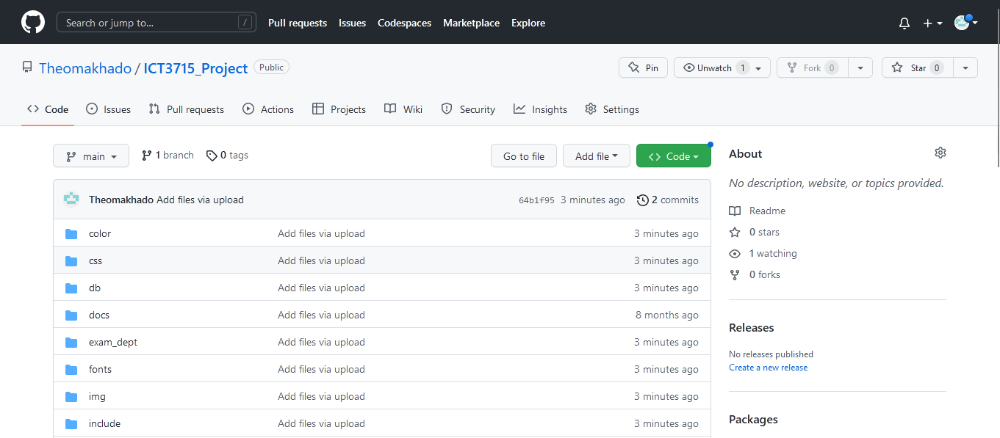 Search or jump to... / Pull requests Issues Codespaces Marketplace Explore
Theomakhado / ICT3715_Project Public Pin Unwatch 1 Fork 0 Star 0
Code Issues Pull requests Actions Projects Wiki Security Insights Settings
main 1 branch 0 tags Go to file Add file Code
About
No description, website, or topics provided.
Readme
0 stars
1 watching
0 forks
Releases
No releases published
Create a new release
Packages
Theomakhado Add files via upload 64b1f95 3 minutes ago 2 commits
color Add files via upload 3 minutes ago
css Add files via upload 3 minutes ago
db Add files via upload 3 minutes ago
docs Add files via upload 8 months ago
exam_dept Add files via upload 3 minutes ago
fonts Add files via upload 3 minutes ago
img Add files via upload 3 minutes ago
include Add files via upload 3 minutes ago